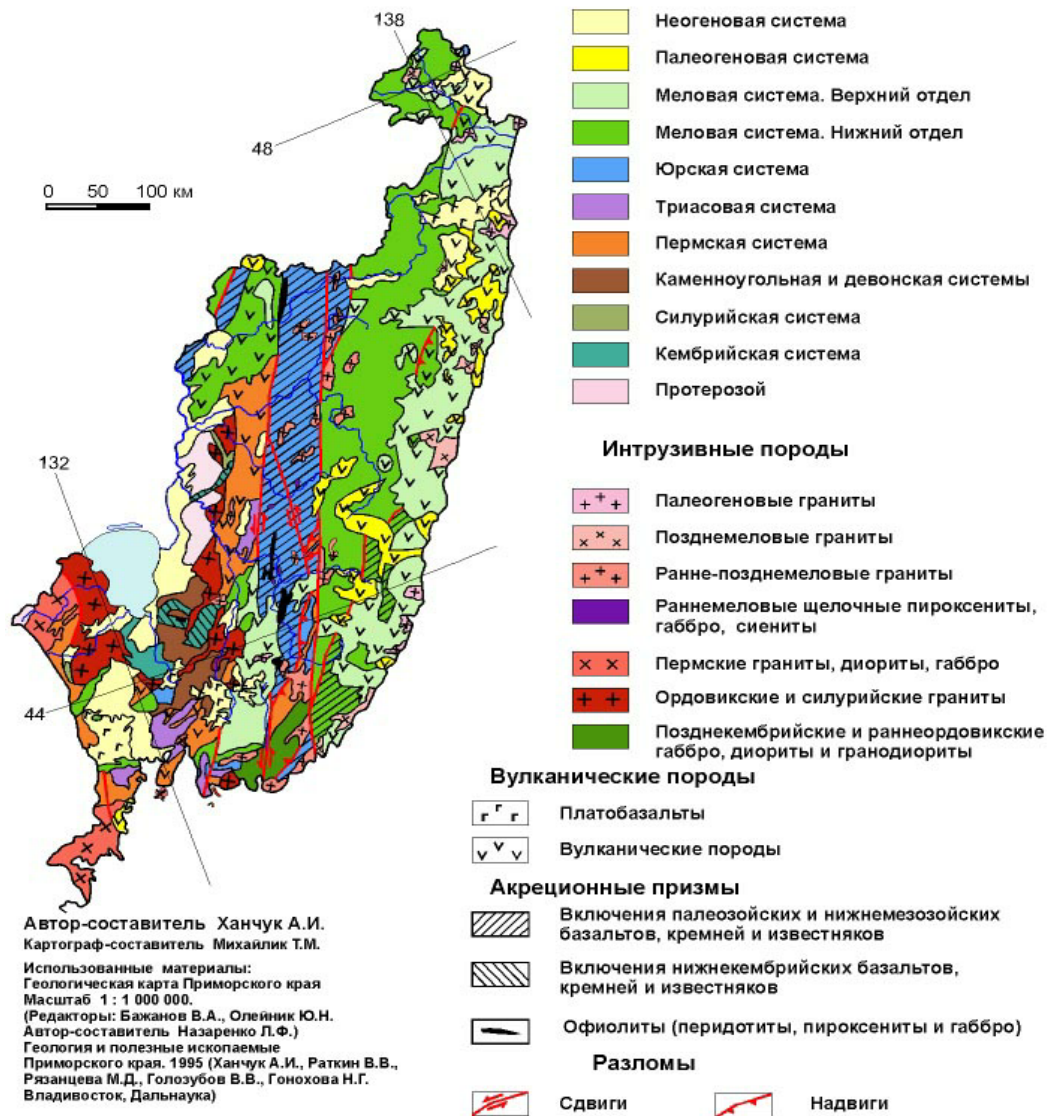 138
48
0 50 100 км
132
44
Неогеновая система
Палеогеновая система
Меловая система. Верхний отдел
Меловая система. Нижний отдел
Юрская система
Триасовая система
Пермская система
Каменноугольная и девонская системы
Силурийская система
Кембрийская система
Протерозой
Интрузивные породы
Палеогеновые граниты
Позднемеловые граниты
Ранне-позднемеловые граниты
Раннемеловые щелочные пироксениты,
габбро, сиениты
Пермские граниты, диориты, габбро
Ордовикские и силурийские граниты
Позднекембрийские и раннеордовикские
габбро, диориты и гранодиориты
Вулканические породы
Платобазальты
Вулканические породы
Акреционные призмы
Включения палеозойских и нижнемезозойских
базальтов, кремней и известняков
Включения нижнекембрийских базальтов,
кремней и известняков
Офиолиты (перидотиты, пироксениты и габбро)
Разломы
Сдвиги
Надвиги
Автор-составитель Ханчук А.И.
Картограф-составитель Михайлик Т.М.
Использованные материалы:
Геологическая карта Приморского края
Масштаб 1 : 1 000 000.
(Редакторы: Бажанов В.А., Олейник Ю.Н.
Автор-составитель Назаренко Л.Ф.)
Геология и полезные ископаемые
Приморского края. 1995 (Ханчук А.И., Раткин В.В.,
Рязанцева М.Д., Голозубов В.В., Гонохова Н.Г.
Владивосток, Дальнаука)